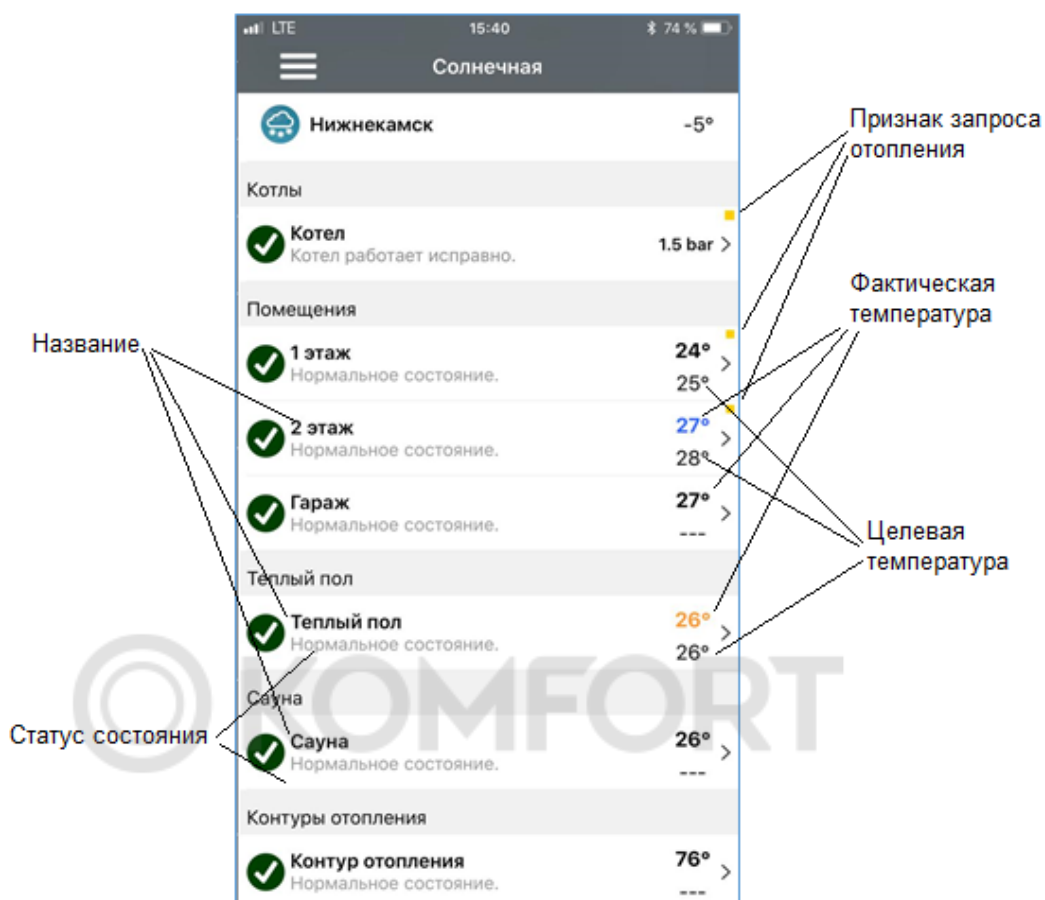 LTE 15:40 74 %
Солнечная
Нижнекамск -5°
Признак запроса
отопления
Котлы
Котел
Котел работает исправно.
1.5 bar
Фактическая
температура
Помещения
Название
1 этаж 24°
Нормальное состояние. 25°
2 этаж 27°
Нормальное состояние. 28°
Гараж 27°
Нормальное состояние. ---
Целевая
температура
Теплый пол
Теплый пол 26°
Нормальное состояние. 26°
KOMFORT
Сауна
Статус состояния
Сауна 26°
Нормальное состояние. ---
Контуры отопления
Контур отопления 76°
Нормальное состояние. ---